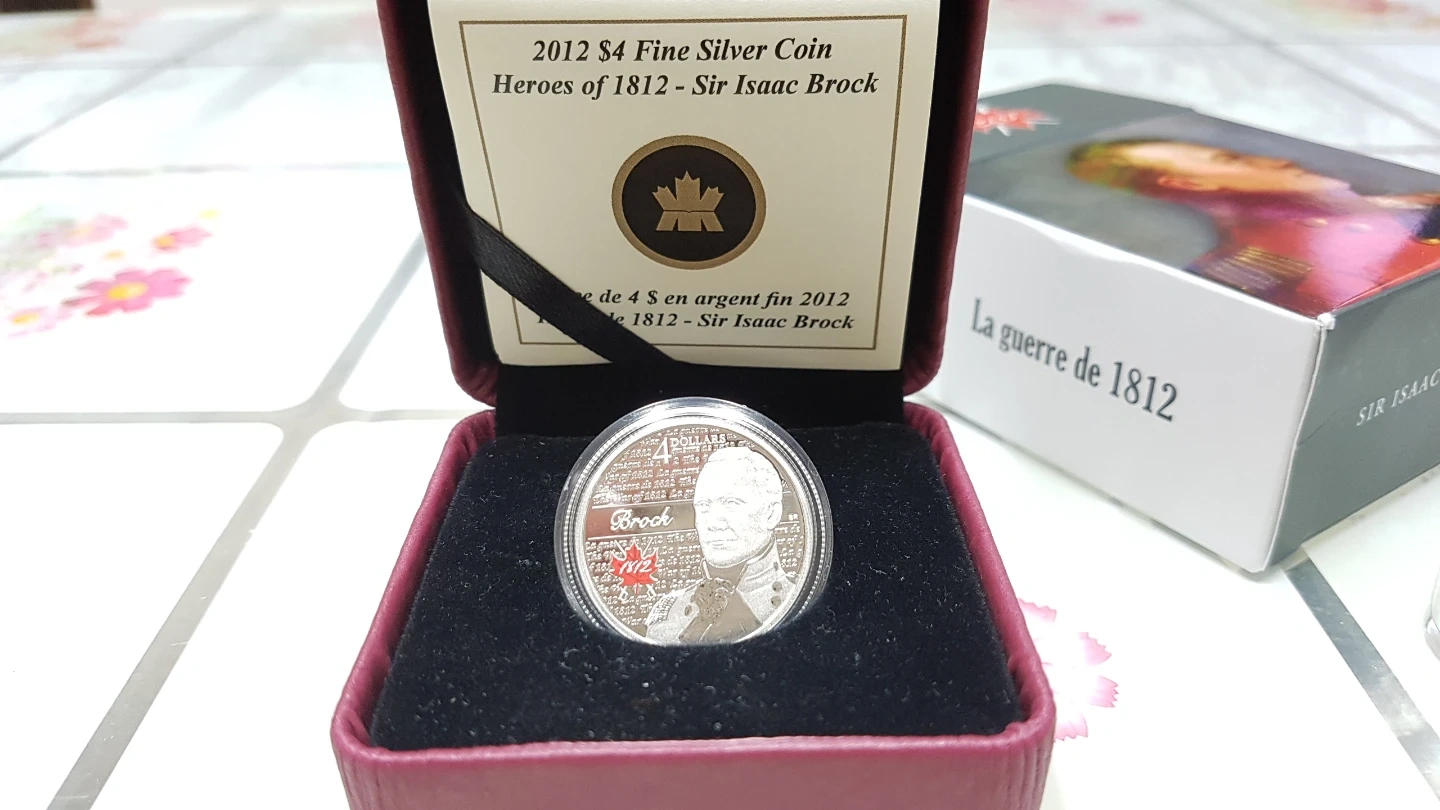 2012 $4 Fine Silver Coin
Heroes of 1812 - Sir Isaac Brock
de 4 $ en argent fin 2012
1812 - Sir Isaac Brock
4 DOLLARS
Brock
1812
La guerre de 1812
SIR ISAAC